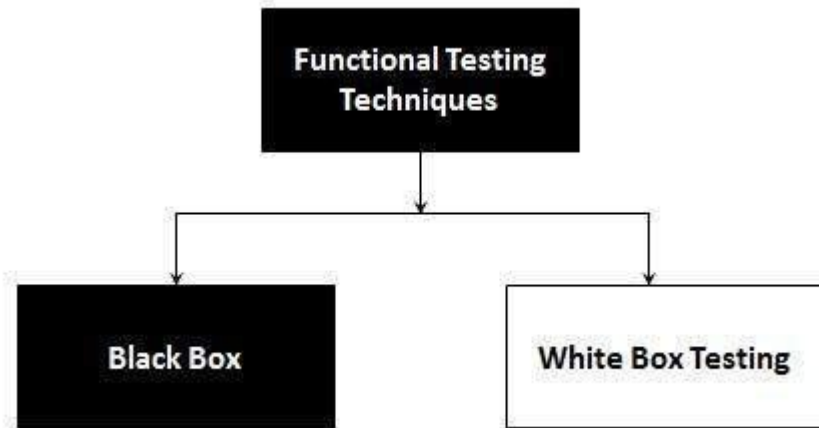 Functional Testing
Techniques
Black Box
White Box Testing